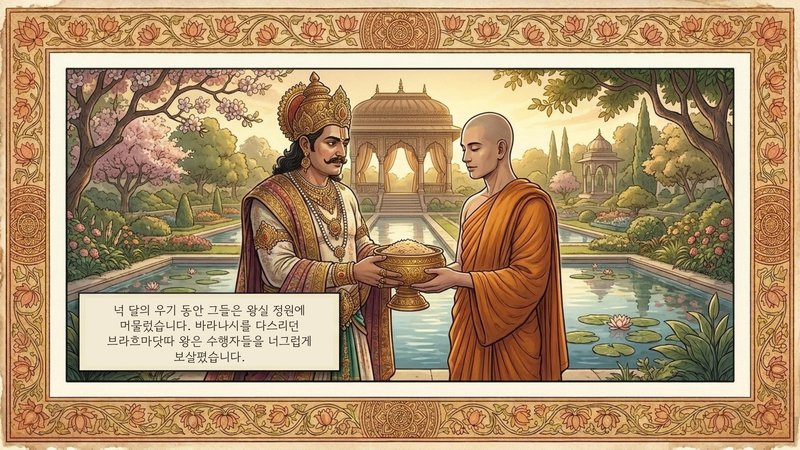 넉 달의 우기 동안 그들은 왕실 정원에
머물렀습니다. 바라나시를 다스리던
브라흐마닷따 왕은 수행자들을 너그럽게
보살폈습니다.